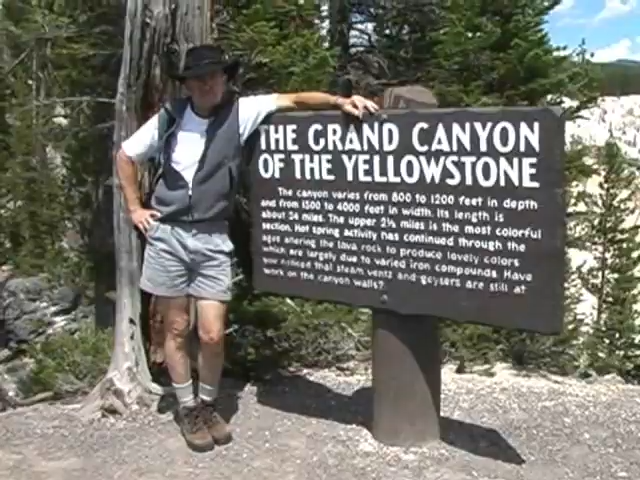 THE GRAND CANYON
OF THE YELLOWSTONE
The canyon varies from 800 to 1200 feet in depth
and from 1500 to 4000 feet in width. Its length is
about 24 miles. The upper 2½ miles is the most colorful
section. Hot spring activity has continued through the
ages altering the lava rock to produce lovely colors
which are largely due to varied iron compounds. Have
you noticed that steam vents and geysers are still at
work on the canyon walls?